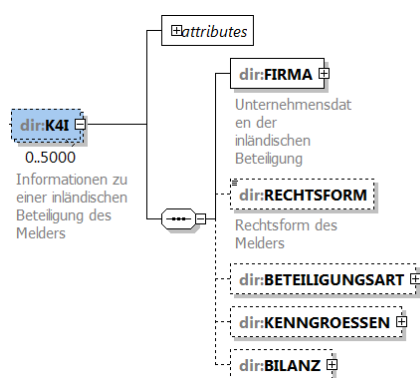 attributes
dir:FIRMA
Unternehmensdat
en der
inländischen
Beteiligung
dir:K4I
0..5000
Informationen zu
einer inländischen
Beteiligung des
Melders
dir:RECHTSFORM
Rechtsform des
Melders
dir:BETEILIGUNGSART
dir:KENNGROESSEN
dir:BILANZ